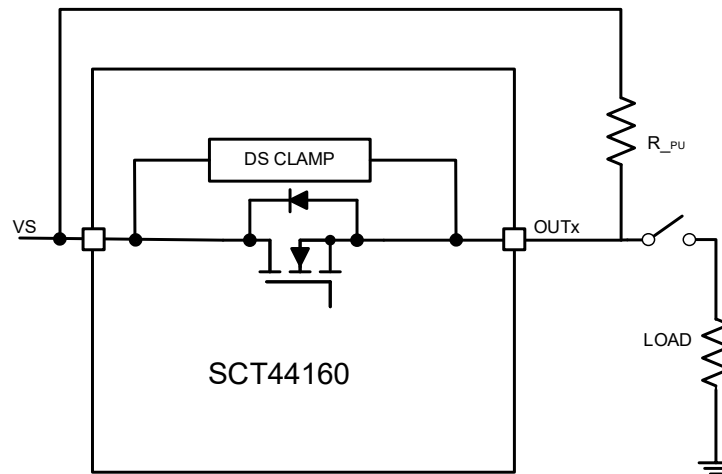 DS CLAMP
R_PU
VS
OUTx
LOAD
SCT44160